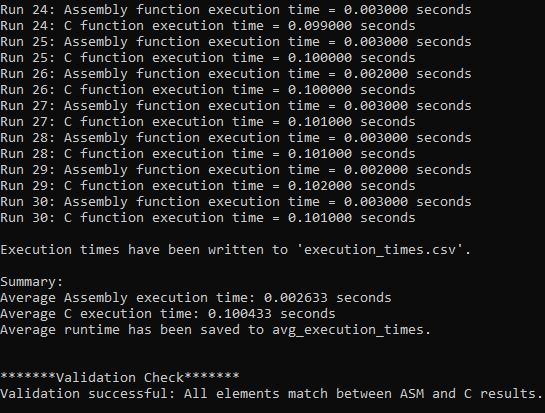 Run 24: Assembly function execution time = 0.003000 seconds
Run 24: C function execution time = 0.099000 seconds
Run 25: Assembly function execution time = 0.003000 seconds
Run 25: C function execution time = 0.100000 seconds
Run 26: Assembly function execution time = 0.002000 seconds
Run 26: C function execution time = 0.100000 seconds
Run 27: Assembly function execution time = 0.003000 seconds
Run 27: C function execution time = 0.101000 seconds
Run 28: Assembly function execution time = 0.003000 seconds
Run 28: C function execution time = 0.101000 seconds
Run 29: Assembly function execution time = 0.002000 seconds
Run 29: C function execution time = 0.102000 seconds
Run 30: Assembly function execution time = 0.003000 seconds
Run 30: C function execution time = 0.101000 seconds
Execution times have been written to 'execution_times.csv'.
Summary:
Average Assembly execution time: 0.002633 seconds
Average C execution time: 0.100433 seconds
Average runtime has been saved to avg_execution_times.
*******Validation Check*******
Validation successful: All elements match between ASM and C results.